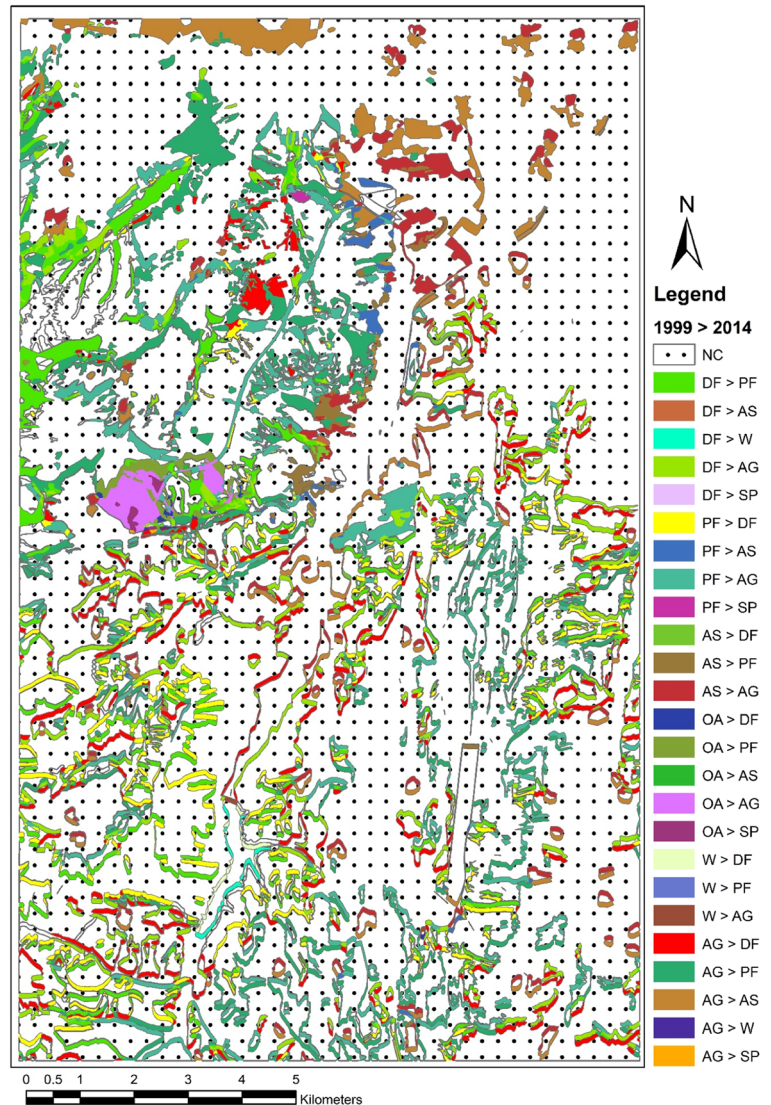 N
Legend
1999 > 2014
NC
DF > PF
DF > AS
DF > W
DF > AG
DF > SP
PF > DF
PF > AS
PF > AG
PF > SP
AS > DF
AS > PF
AS > AG
OA > DF
OA > PF
OA > AS
OA > AG
OA > SP
W > DF
W > PF
W > AG
AG > DF
AG > PF
AG > AS
AG > W
AG > SP
0 0.5 1 2 3 4 5
Kilometers